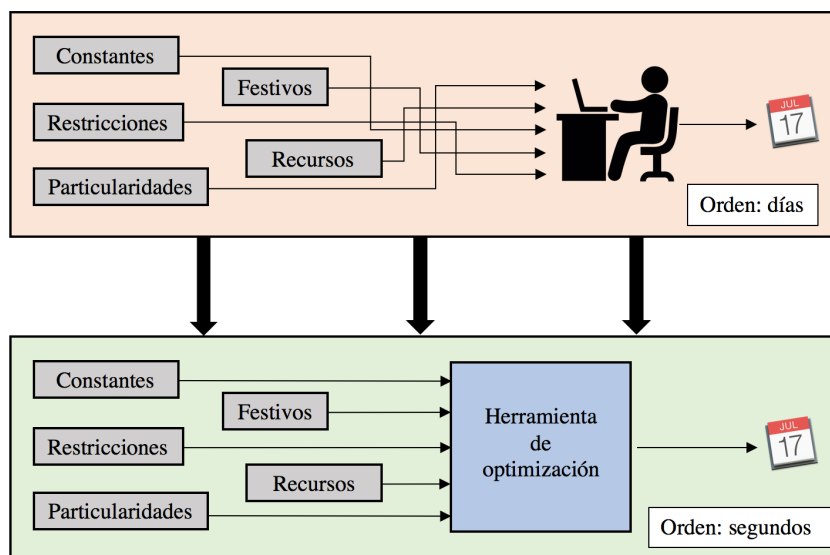 Constantes
Festivos
Restricciones
Recursos
Particularidades
JUL
17
Orden: días
Constantes
Festivos
Restricciones
Recursos
Particularidades
Herramienta
de
optimización
JUL
17
Orden: segundos